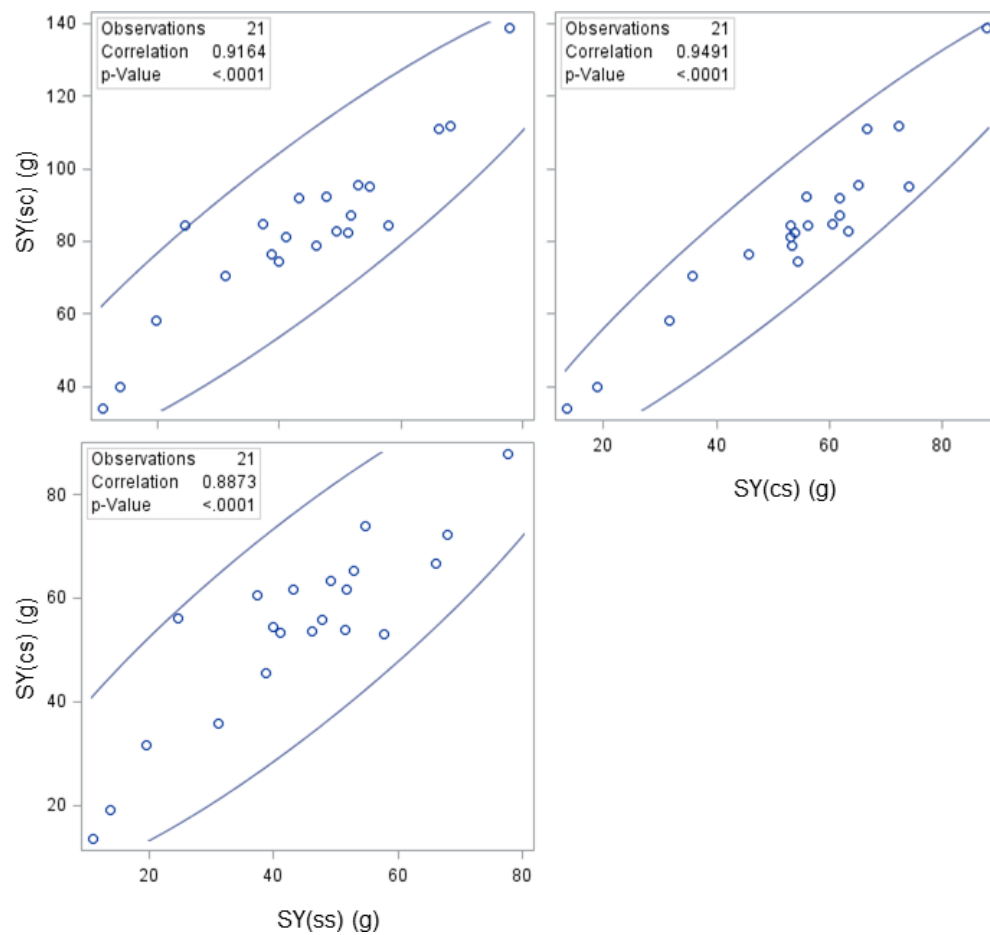 140
120
100
80
60
40
SY(sc) (g)
Observations 21
Correlation 0.9164
p-Value <.0001
Observations 21
Correlation 0.9491
p-Value <.0001
20 40 60 80
SY(cs) (g)
80
60
40
20
SY(cs) (g)
Observations 21
Correlation 0.8873
p-Value <.0001
20 40 60 80
SY(ss) (g)